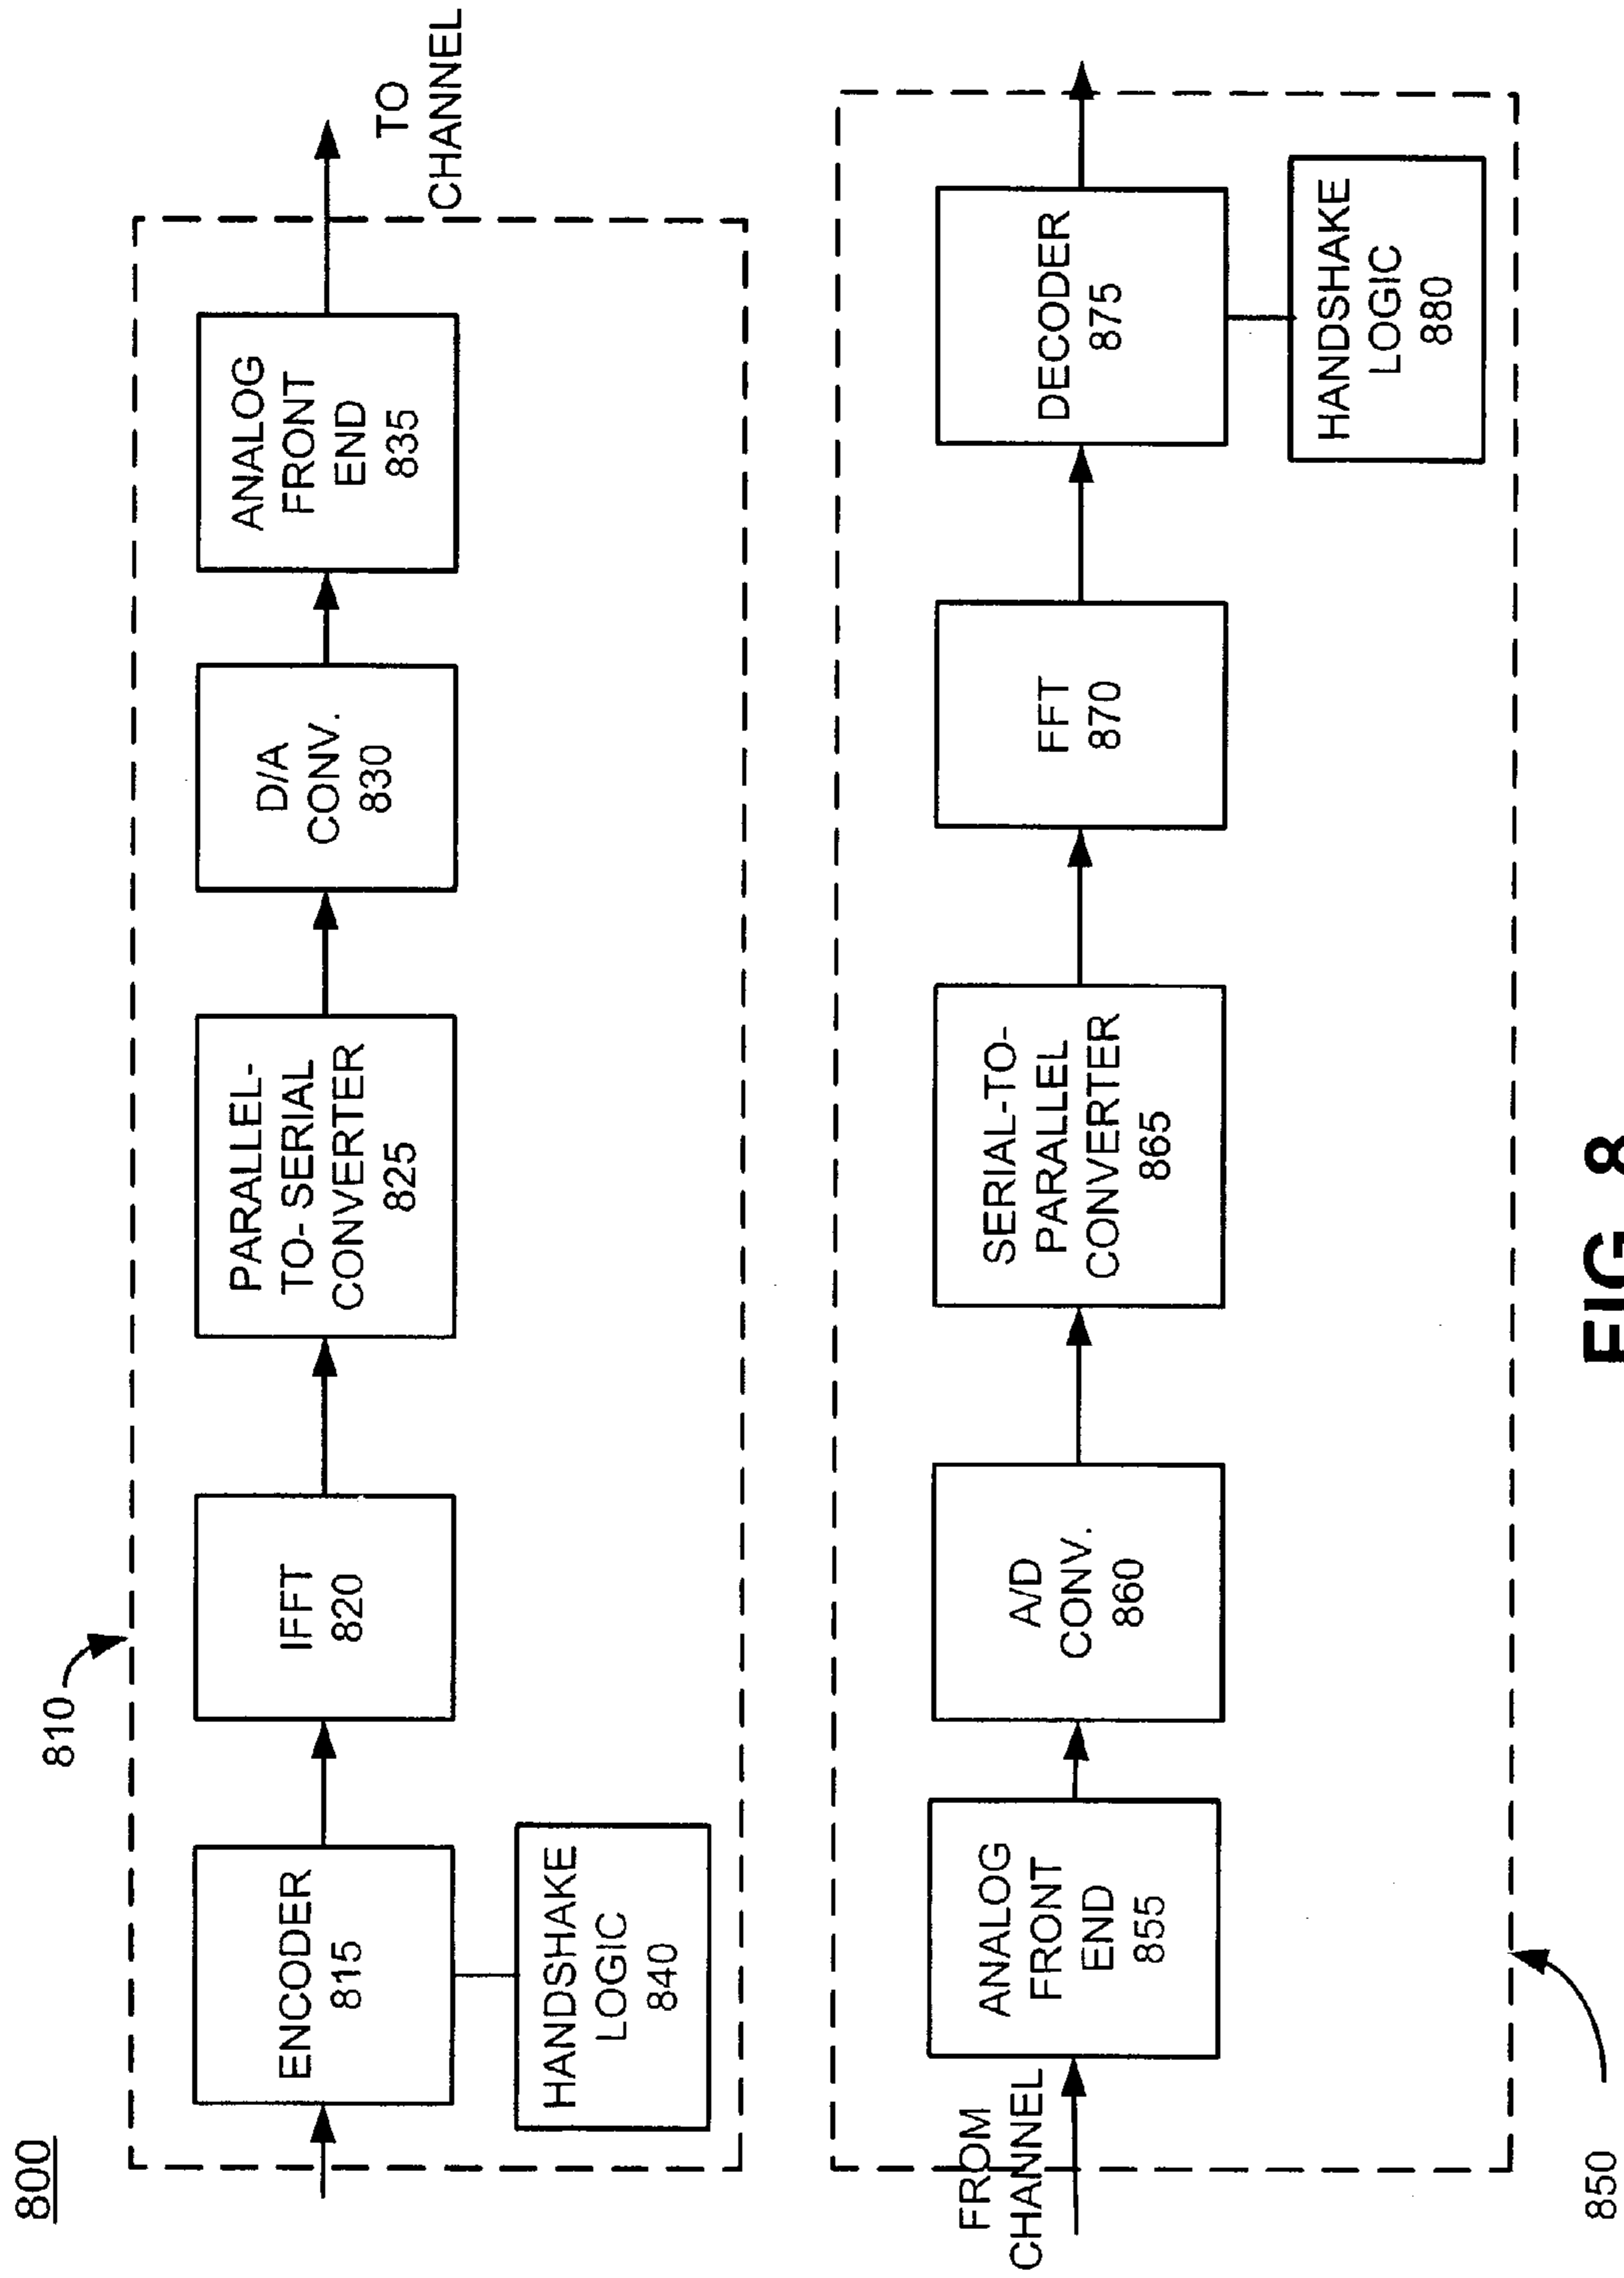 800
810
ENCODER
815
IFFT
820
PARALLEL-
TO- SERIAL
CONVERTER
825
D/A
CONV.
830
ANALOG
FRONT
END
835
TO
CHANNEL
HANDSHAKE
LOGIC
840
FROM
CHANNEL
ANALOG
FRONT
END
855
A/D
CONV.
860
SERIAL-TO-
PARALLEL
CONVERTER
865
FFT
870
DECODER
875
HANDSHAKE
LOGIC
880
850
FIG 8